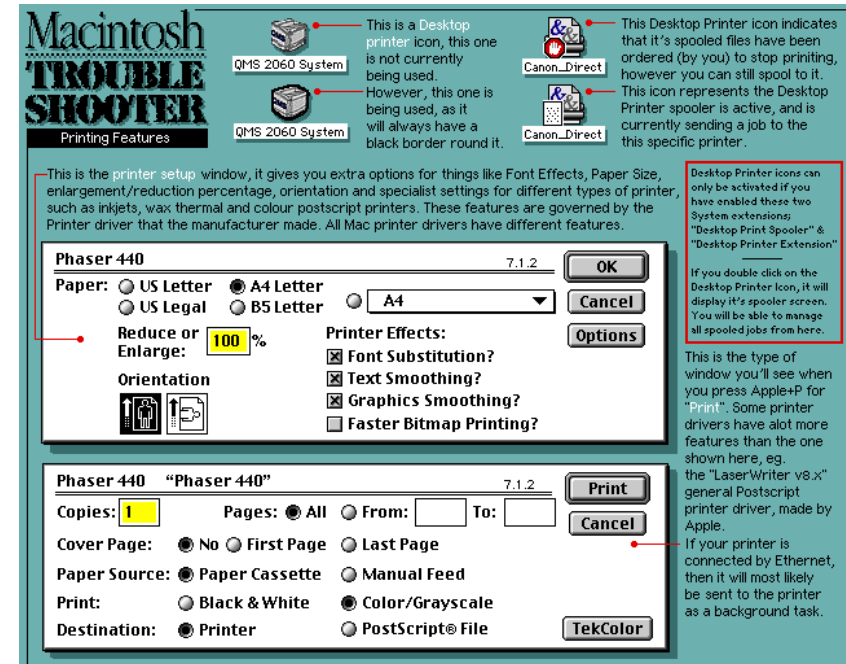 Macintosh
TROUBLE
SHOOTER
Printing Features
QMS 2060 System
This is a Desktop
printer icon, this one
is not currently
being used.
QMS 2060 System
However, this one is
being used, as it
will always have a
black border round it.
Canon_Direct
This Desktop Printer icon indicates
that it's spooled files have been
ordered (by you) to stop priniting,
however you can still spool to it.
Canon_Direct
This icon represents the Desktop
Printer spooler is active, and is
currently sending a job to the
this specific printer.
This is the printer setup window, it gives you extra options for things like Font Effects, Paper Size,
enlargement/reduction percentage, orientation and specialist settings for different types of printer,
such as inkjets, wax thermal and colour postscript printers. These features are governed by the
Printer driver that the manufacturer made. All Mac printer drivers have different features.
Desktop Printer icons can
only be activated if you
have enabled these two
System extensions;
"Desktop Print Spooler" &
"Desktop Printer Extension"
If you double click on the
Desktop Printer Icon, it will
display it's spooler screen.
You will be able to manage
all spooled jobs from here.
Phaser 440 7.1.2 OK
Paper: US Letter A4 Letter
US Legal B5 Letter A4 Cancel
Reduce or
Enlarge: 100 % Printer Effects: Options
Font Substitution?
Orientation Text Smoothing?
Graphics Smoothing?
Faster Bitmap Printing?
This is the type of
window you'll see when
you press Apple+P for
"Print". Some printer
drivers have alot more
features than the one
shown here, eg.
the "LaserWriter v8.x"
general Postscript
printer driver, made by
Apple.
If your printer is
connected by Ethernet,
then it will most likely
be sent to the printer
as a background task.
Phaser 440 “Phaser 440” 7.1.2 Print
Copies: 1 Pages: All From: To: Cancel
Cover Page: No First Page Last Page
Paper Source: Paper Cassette Manual Feed
Print: Black & White Color/Grayscale
Destination: Printer PostScript® File TekColor